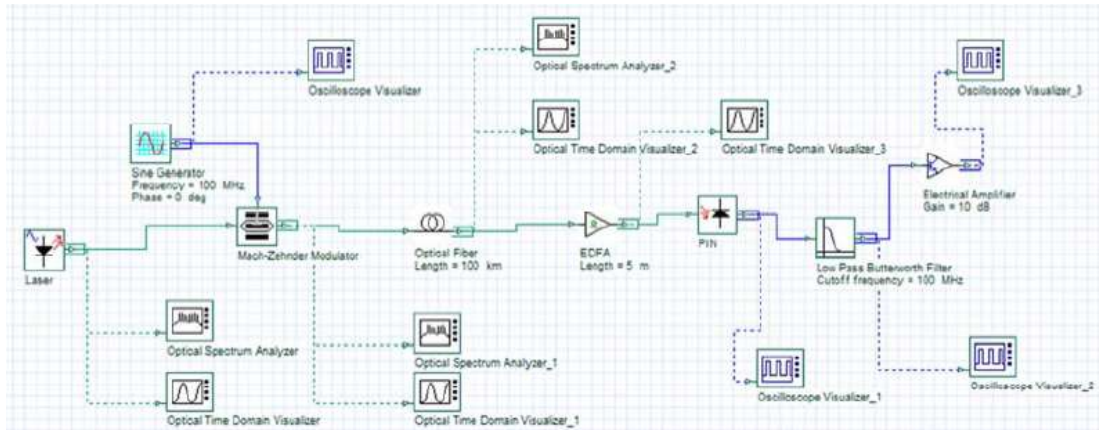 Optical Spectrum Analyzer_2
Oscilloscope Visualizer
Oscilloscope Visualizer_3
Optical Time Domain Visualizer_2
Optical Time Domain Visualizer_3
Sine Generator
Frequency = 100 MHz
Phase = 0 deg
Electrical Amplifier
Gain = 10 dB
Mach-Zehnder Modulator
Optical Fiber
Length = 100 km
EDFA
Length = 5 m
PIN
Low Pass Butterworth Filter
Cutoff frequency = 100 MHz
Laser
Optical Spectrum Analyzer
Optical Spectrum Analyzer_1
Oscilloscope Visualizer_2
Oscilloscope Visualizer_1
Optical Time Domain Visualizer
Optical Time Domain Visualizer_1